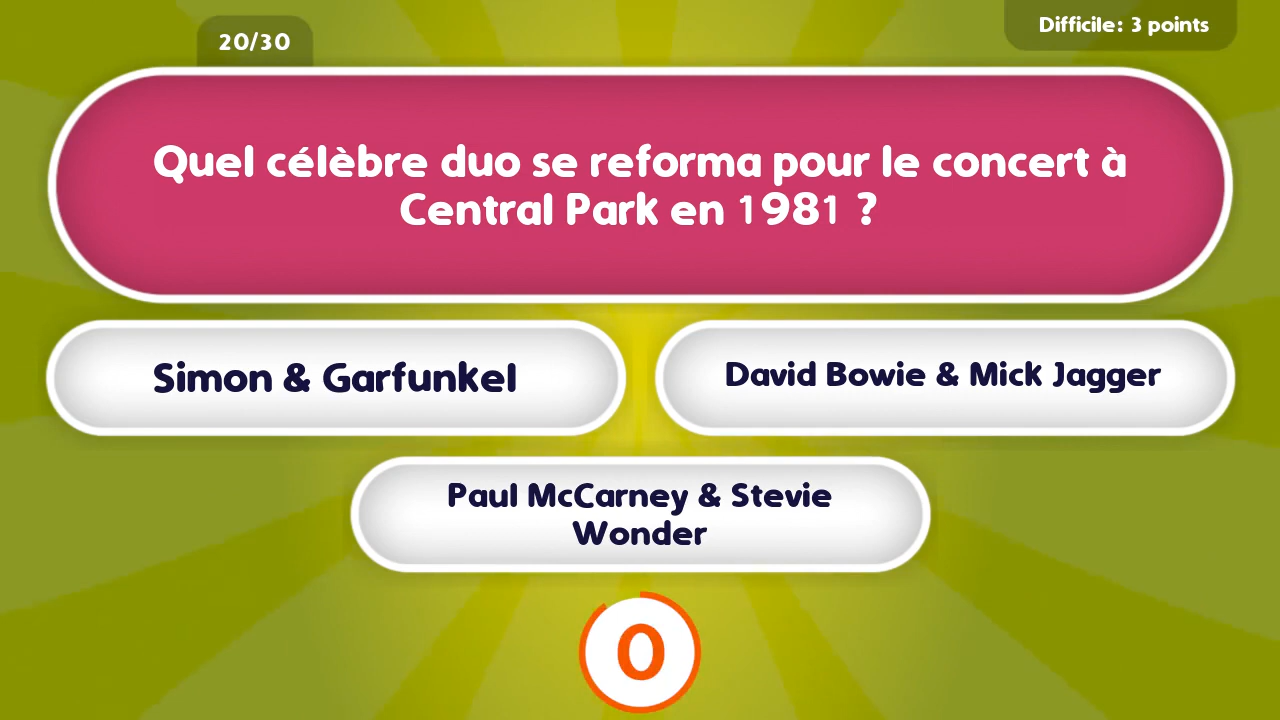 20/30
Difficile: 3 points
Quel célèbre duo se reforma pour le concert à
Central Park en 1981 ?
Simon & Garfunkel
David Bowie & Mick Jagger
Paul McCarney & Stevie
Wonder
0